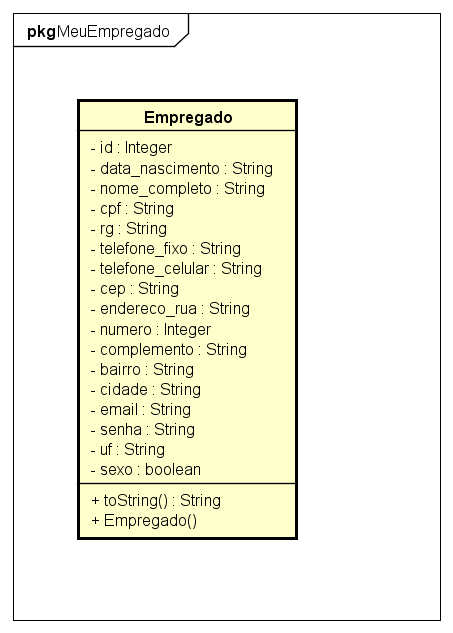 pkg MeuEmpregado
Empregado
- id : Integer
- data_nascimento : String
- nome_completo : String
- cpf : String
- rg : String
- telefone_fixo : String
- telefone_celular : String
- cep : String
- endereco_rua : String
- numero : Integer
- complemento : String
- bairro : String
- cidade : String
- email : String
- senha : String
- uf : String
- sexo : boolean
+ toString() : String
+ Empregado()